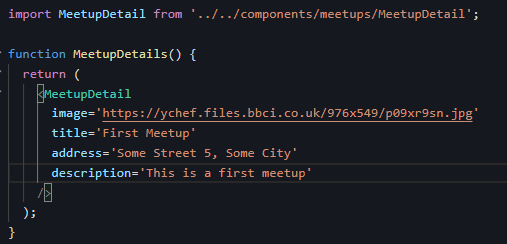 import MeetupDetail from '../../components/meetups/MeetupDetail';
function MeetupDetails() {
return (
<MeetupDetail
image='https://ychef.files.bbci.co.uk/976x549/p09xr9sn.jpg'
title='First Meetup'
address='Some Street 5, Some City'
description='This is a first meetup'
/>
);
}